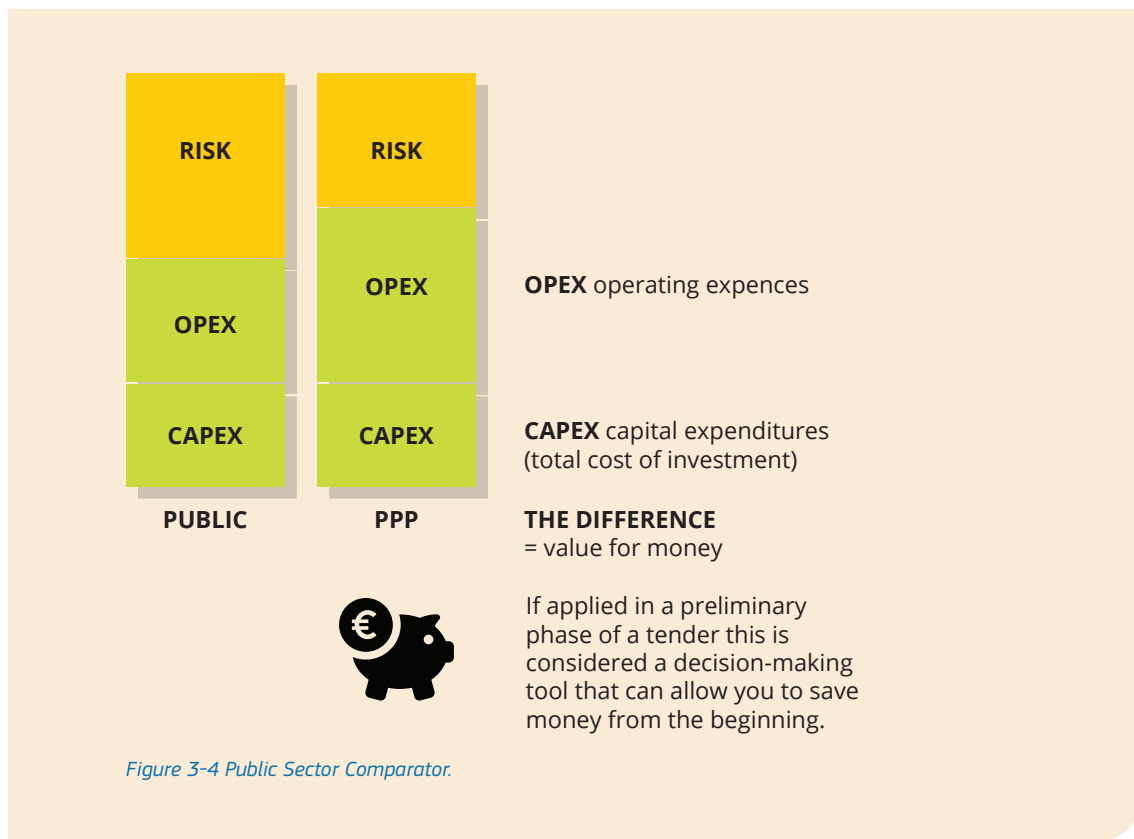 RISK
RISK
OPEX
OPEX
OPEX operating expences
CAPEX
CAPEX
CAPEX capital expenditures
(total cost of investment)
PUBLIC
PPP
THE DIFFERENCE
= value for money
€
If applied in a preliminary
phase of a tender this is
considered a decision-making
tool that can allow you to save
money from the beginning.
Figure 3-4 Public Sector Comparator.